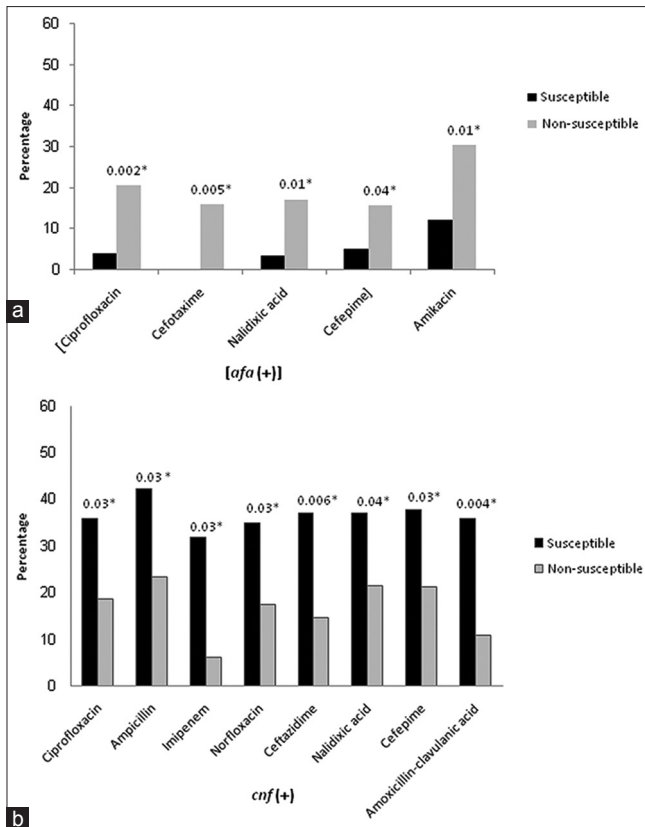 60
50
40
30
20
10
0
Percentage
0.002*
0.005*
0.01*
0.04*
0.01*
Susceptible
Non-susceptible
[Ciprofloxacin
Cefotaxime
Nalidixic acid
Cefepime]
Amikacin
[afa (+)]
a
60
50
40
30
20
10
0
Percentage
0.03*
0.03*
0.03*
0.03*
0.006*
0.04*
0.03*
0.004*
Susceptible
Non-susceptible
Ciprofloxacin
Ampicillin
Imipenem
Norfloxacin
Ceftazidime
Nalidixic acid
Cefepime
Amoxicillin-clavulanic acid
cnf (+)
b